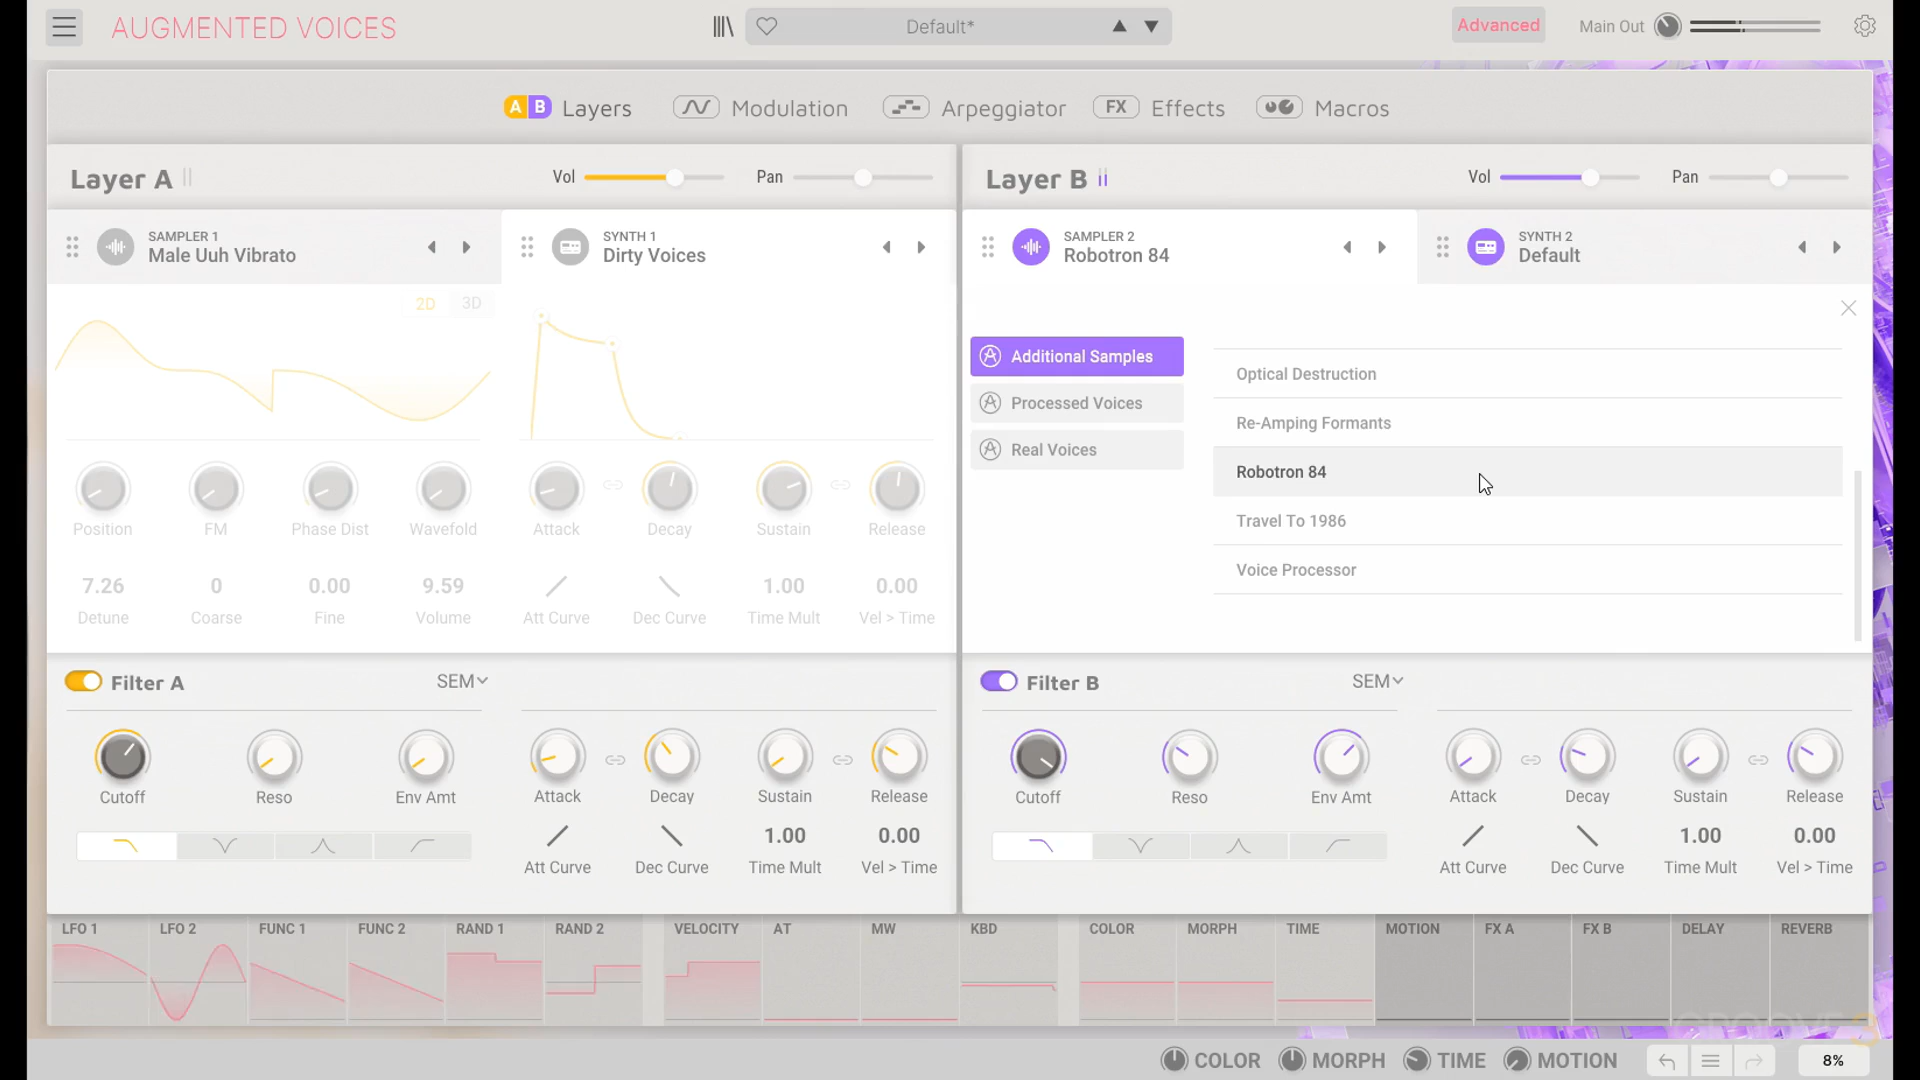 AUGMENTED VOICES
Default*
Advanced
Main Out
A B Layers
Modulation
Arpeggiator
FX Effects
Macros
Layer A
Vol
Pan
Layer B
Vol
Pan
SAMPLER 1
Male Uuh Vibrato
SYNTH 1
Dirty Voices
SAMPLER 2
Robotron 84
SYNTH 2
Default
2D 3D
Additional Samples
Processed Voices
Real Voices
Optical Destruction
Re-Amping Formants
Robotron 84
Travel To 1986
Voice Processor
Position FM Phase Dist Wavefold Attack Decay Sustain Release
7.26 0 0.00 9.59 1.00 0.00
Detune Coarse Fine Volume Att Curve Dec Curve Time Mult Vel > Time
Filter A
SEM
Filter B
SEM
Cutoff Reso Env Amt Attack Decay Sustain Release
1.00 0.00
Att Curve Dec Curve Time Mult Vel > Time
Cutoff Reso Env Amt Attack Decay Sustain Release
1.00 0.00
Att Curve Dec Curve Time Mult Vel > Time
LFO 1 LFO 2 FUNC 1 FUNC 2 RAND 1 RAND 2 VELOCITY AT MW KBD COLOR MORPH TIME MOTION FX A FX B DELAY REVERB
GROOVE3
COLOR MORPH TIME MOTION
8%